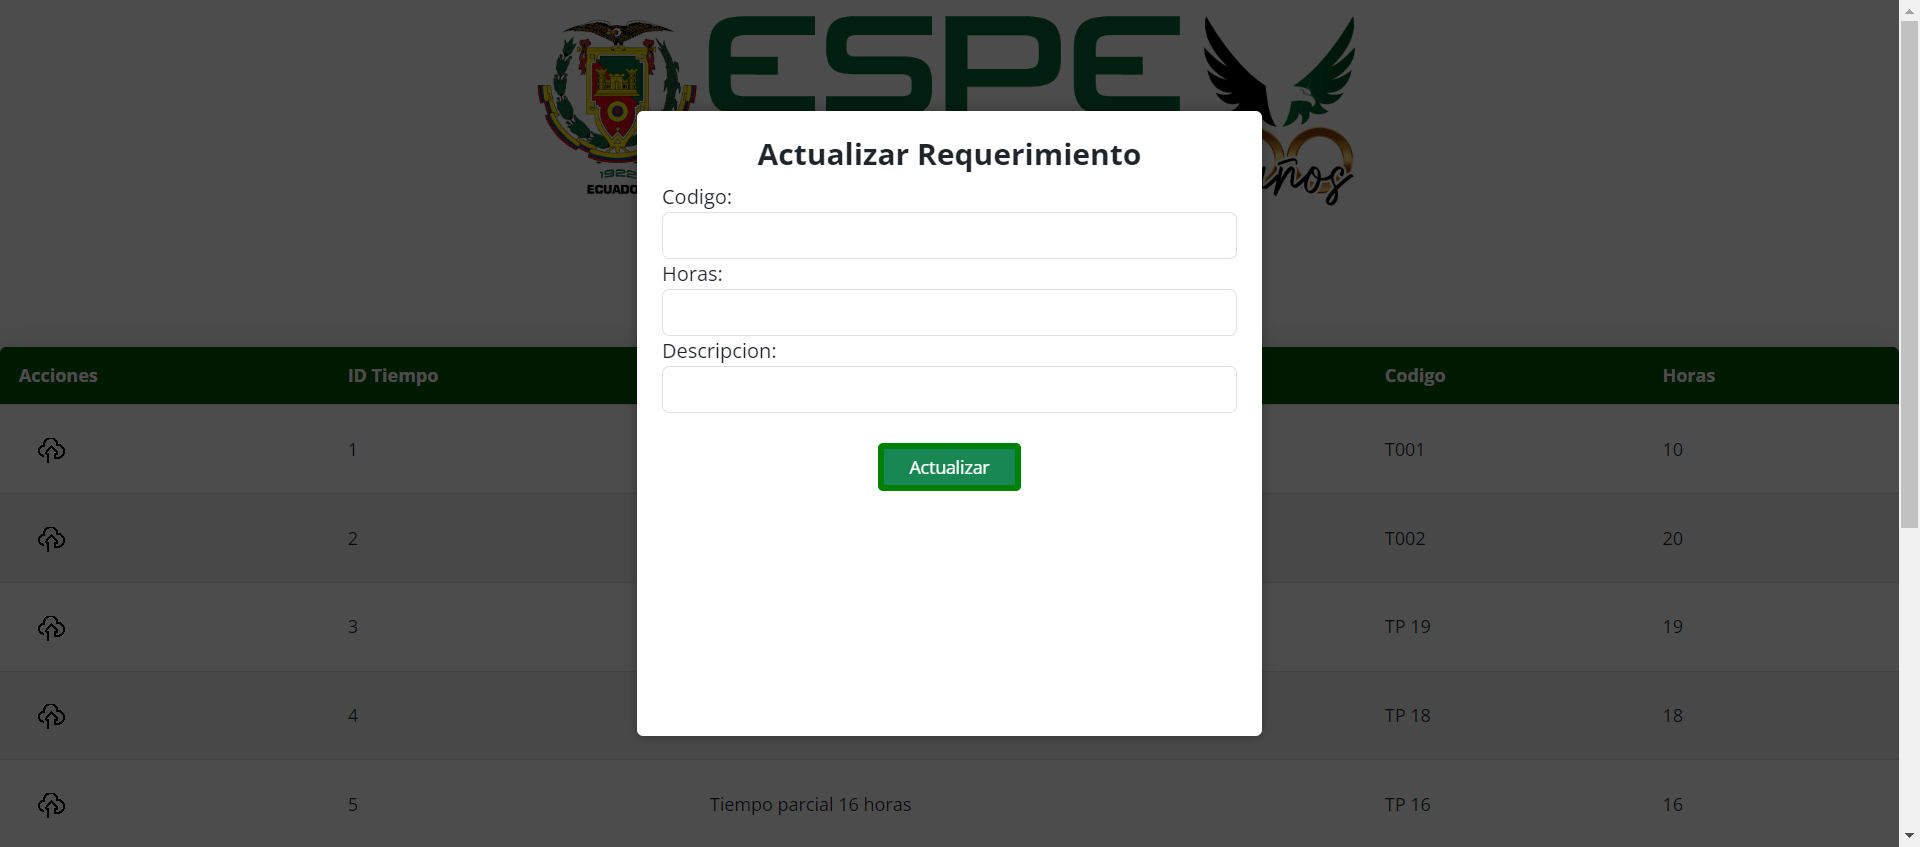 ESPE
1922
ECUADO
años
Actualizar Requerimiento
Codigo:
Horas:
Descripcion:
Actualizar
Acciones ID Tiempo Codigo Horas
1 T001 10
2 T002 20
3 TP 19 19
4 TP 18 18
5 Tiempo parcial 16 horas TP 16 16